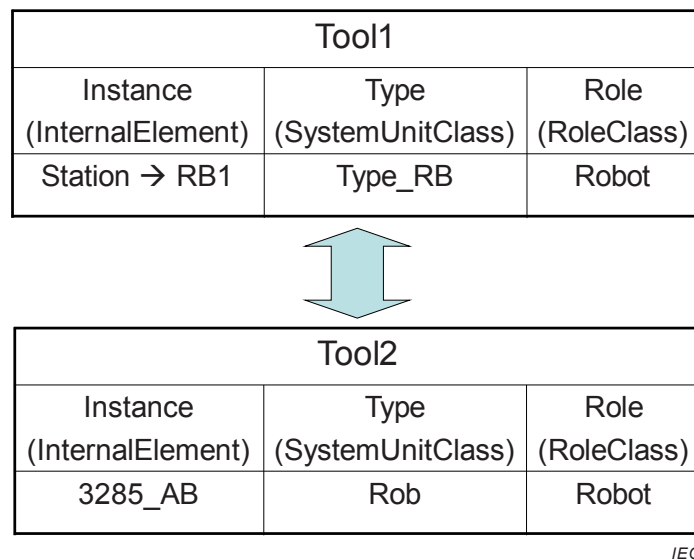 Tool1
Instance Type Role
(InternalElement) (SystemUnitClass) (RoleClass)
Station → RB1 Type_RB Robot
Tool2
Instance Type Role
(InternalElement) (SystemUnitClass) (RoleClass)
3285_AB Rob Robot